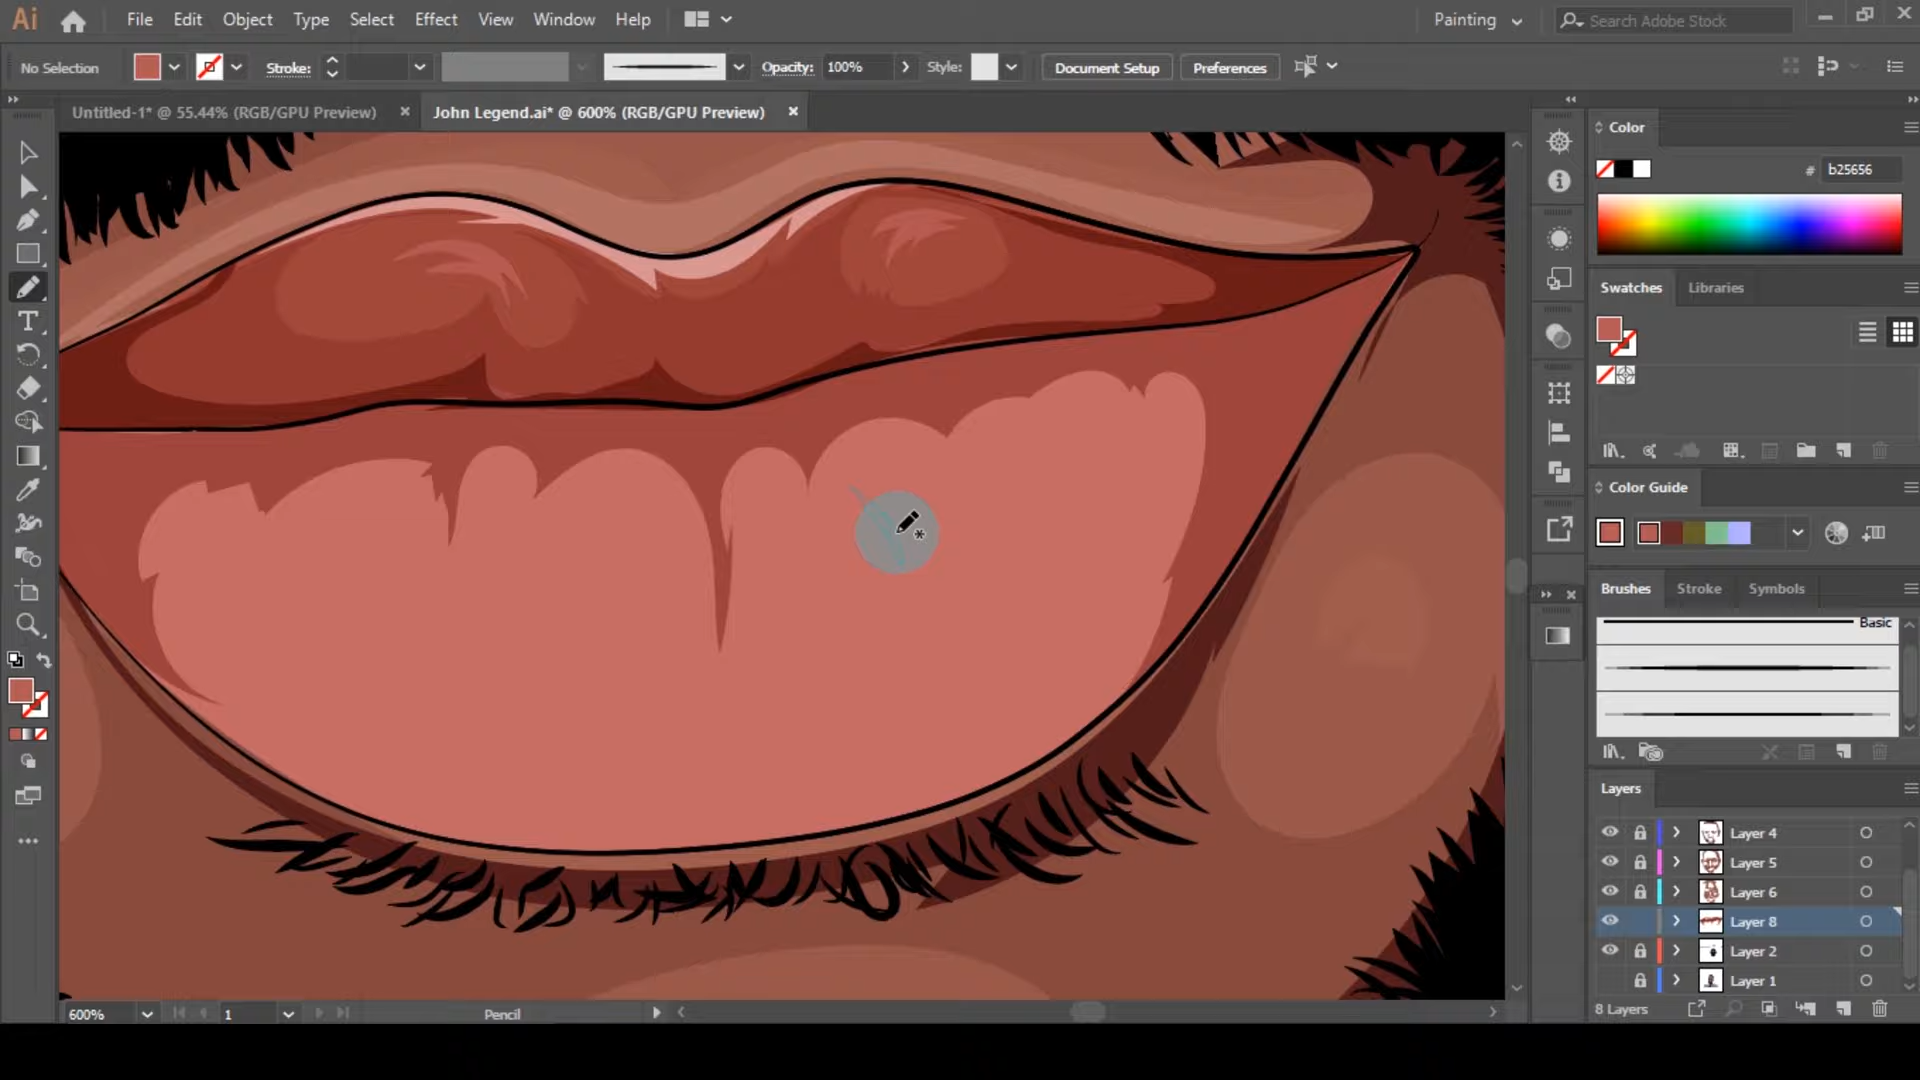 Ai File Edit Object Type Select Effect View Window Help Painting Search Adobe Stock
No Selection Stroke: Opacity: 100% Style: Document Setup Preferences
Untitled-1* @ 55.44% (RGB/GPU Preview) John Legend.ai* @ 600% (RGB/GPU Preview)
Color
# b25656
Swatches Libraries
Color Guide
Brushes Stroke Symbols
Basic
Layers
Layer 4
Layer 5
Layer 6
Layer 8
Layer 2
Layer 1
8 Layers
600% 1 Pencil